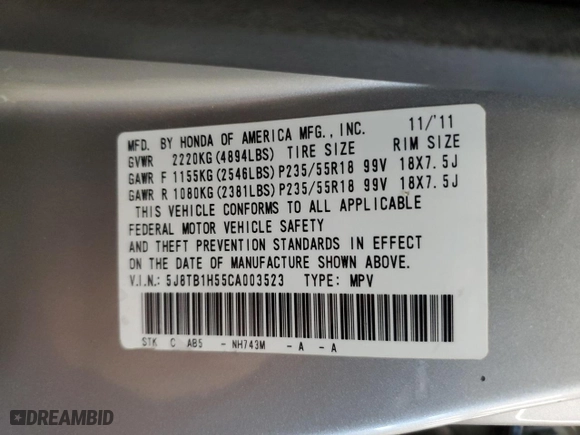 MFD. BY HONDA OF AMERICA MFG., INC. 11/'11
GVWR 2220KG(4894LBS) TIRE SIZE RIM SIZE
GAWR F 1155KG(2546LBS)P235/55R18 99V 18X7.5J
GAWR R 1080KG(2381LBS)P235/55R18 99V 18X7.5J
THIS VEHICLE CONFORMS TO ALL APPLICABLE
FEDERAL MOTOR VEHICLE SAFETY
AND THEFT PREVENTION STANDARDS IN EFFECT
ON THE DATE OF MANUFACTURE SHOWN ABOVE.
V.I.N.: 5J8TB1H55CA003523 TYPE: MPV
STK C AB5 - NH743M - A - A
DREAMBID